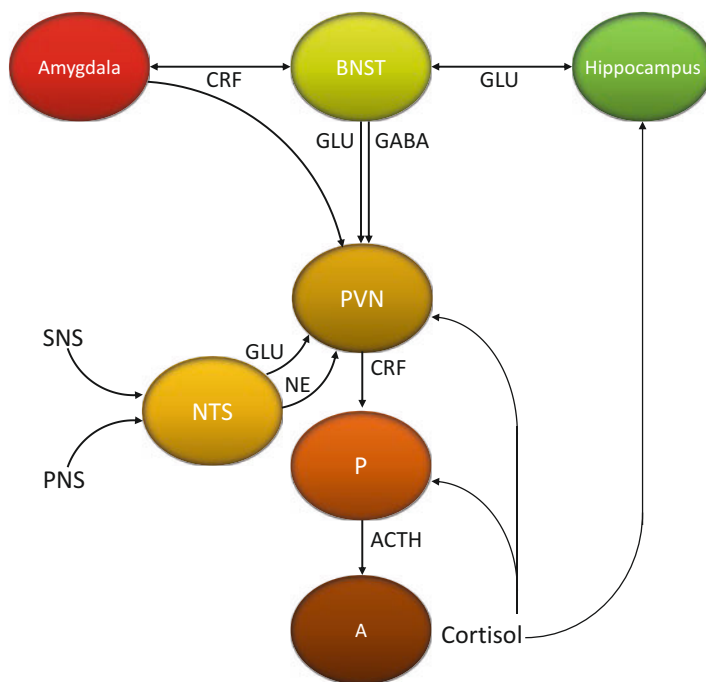 Amygdala
CRF
BNST
GLU
Hippocampus
GLU
GABA
PVN
SNS
GLU
NE
CRF
NTS
PNS
P
ACTH
A
Cortisol